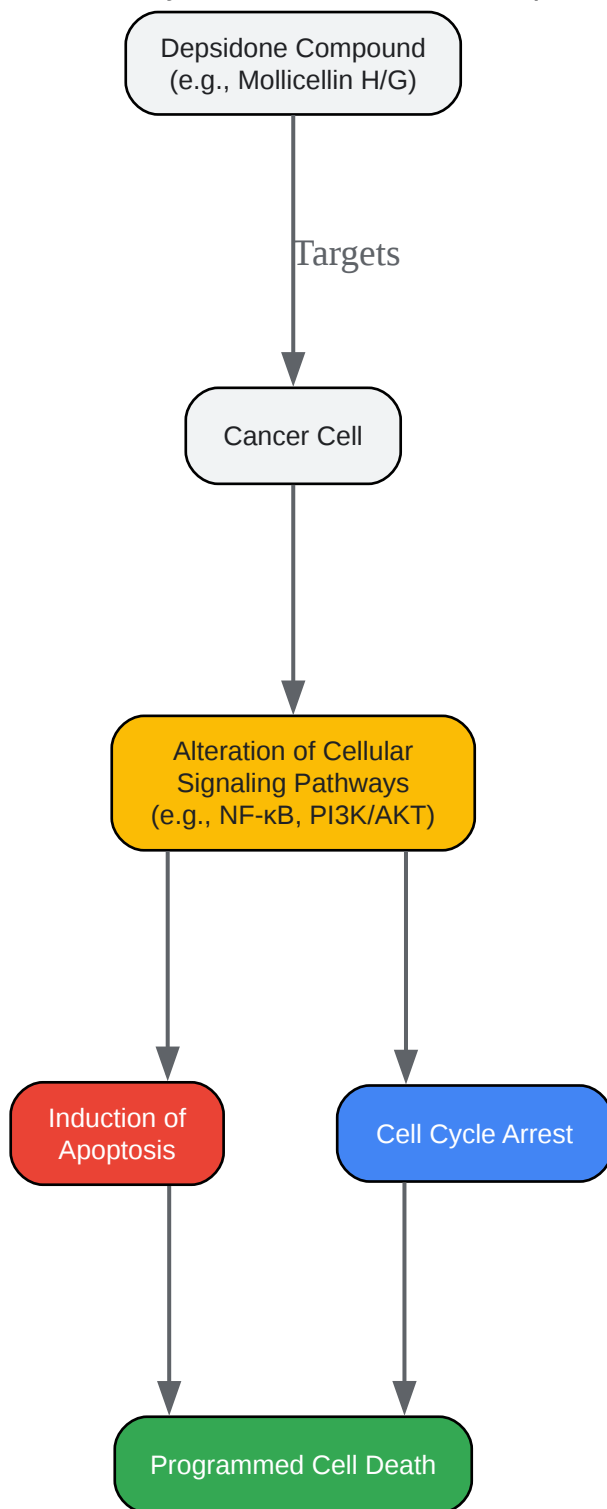 Depsidone Compound
(e.g., Mollicellin H/G)
Targets
Cancer Cell
Alteration of Cellular
Signaling Pathways
(e.g., NF-κB, PI3K/AKT)
Induction of
Apoptosis
Cell Cycle Arrest
Programmed Cell Death